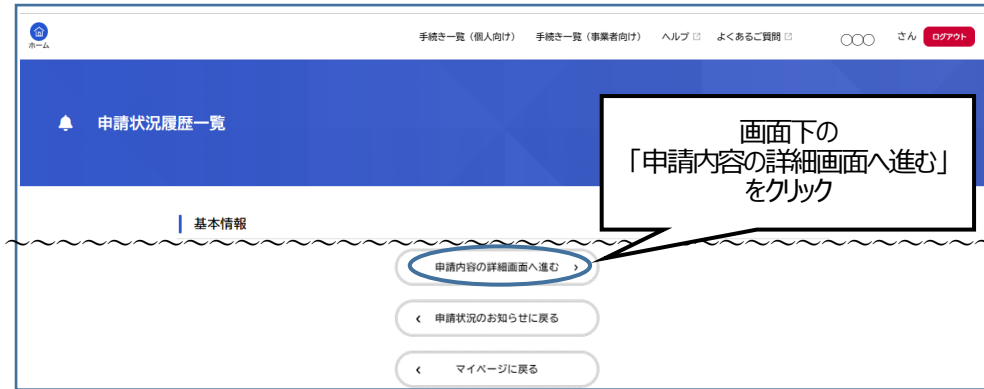 ホーム
手続き一覧（個人向け） 手続き一覧（事業者向け） ヘルプ よくあるご質問 ○○○ さん ログアウト
申請状況履歴一覧
画面下の
「申請内容の詳細画面へ進む」
をクリック
基本情報
申請内容の詳細画面へ進む
申請状況のお知らせに戻る
マイページに戻る